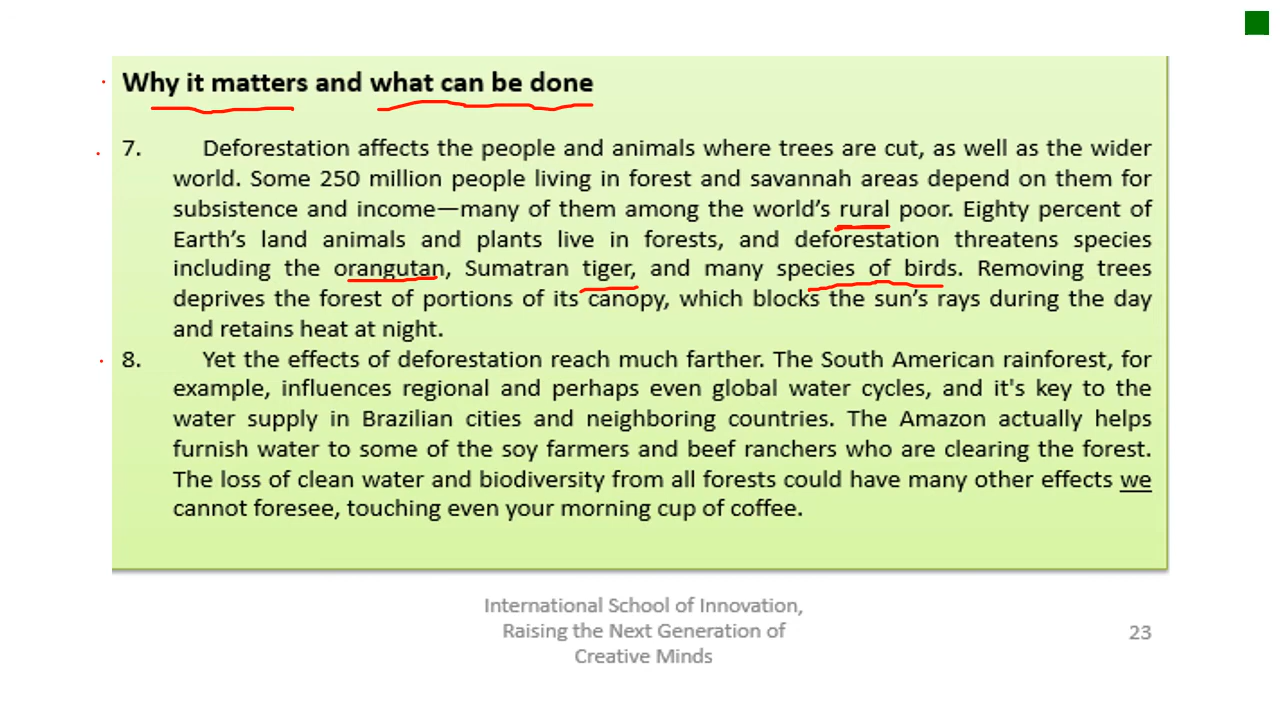 Why it matters and what can be done
7. Deforestation affects the people and animals where trees are cut, as well as the wider
world. Some 250 million people living in forest and savannah areas depend on them for
subsistence and income—many of them among the world's rural poor. Eighty percent of
Earth's land animals and plants live in forests, and deforestation threatens species
including the orangutan, Sumatran tiger, and many species of birds. Removing trees
deprives the forest of portions of its canopy, which blocks the sun's rays during the day
and retains heat at night.
8. Yet the effects of deforestation reach much farther. The South American rainforest, for
example, influences regional and perhaps even global water cycles, and it's key to the
water supply in Brazilian cities and neighboring countries. The Amazon actually helps
furnish water to some of the soy farmers and beef ranchers who are clearing the forest.
The loss of clean water and biodiversity from all forests could have many other effects we
cannot foresee, touching even your morning cup of coffee.
International School of Innovation,
Raising the Next Generation of
Creative Minds
23